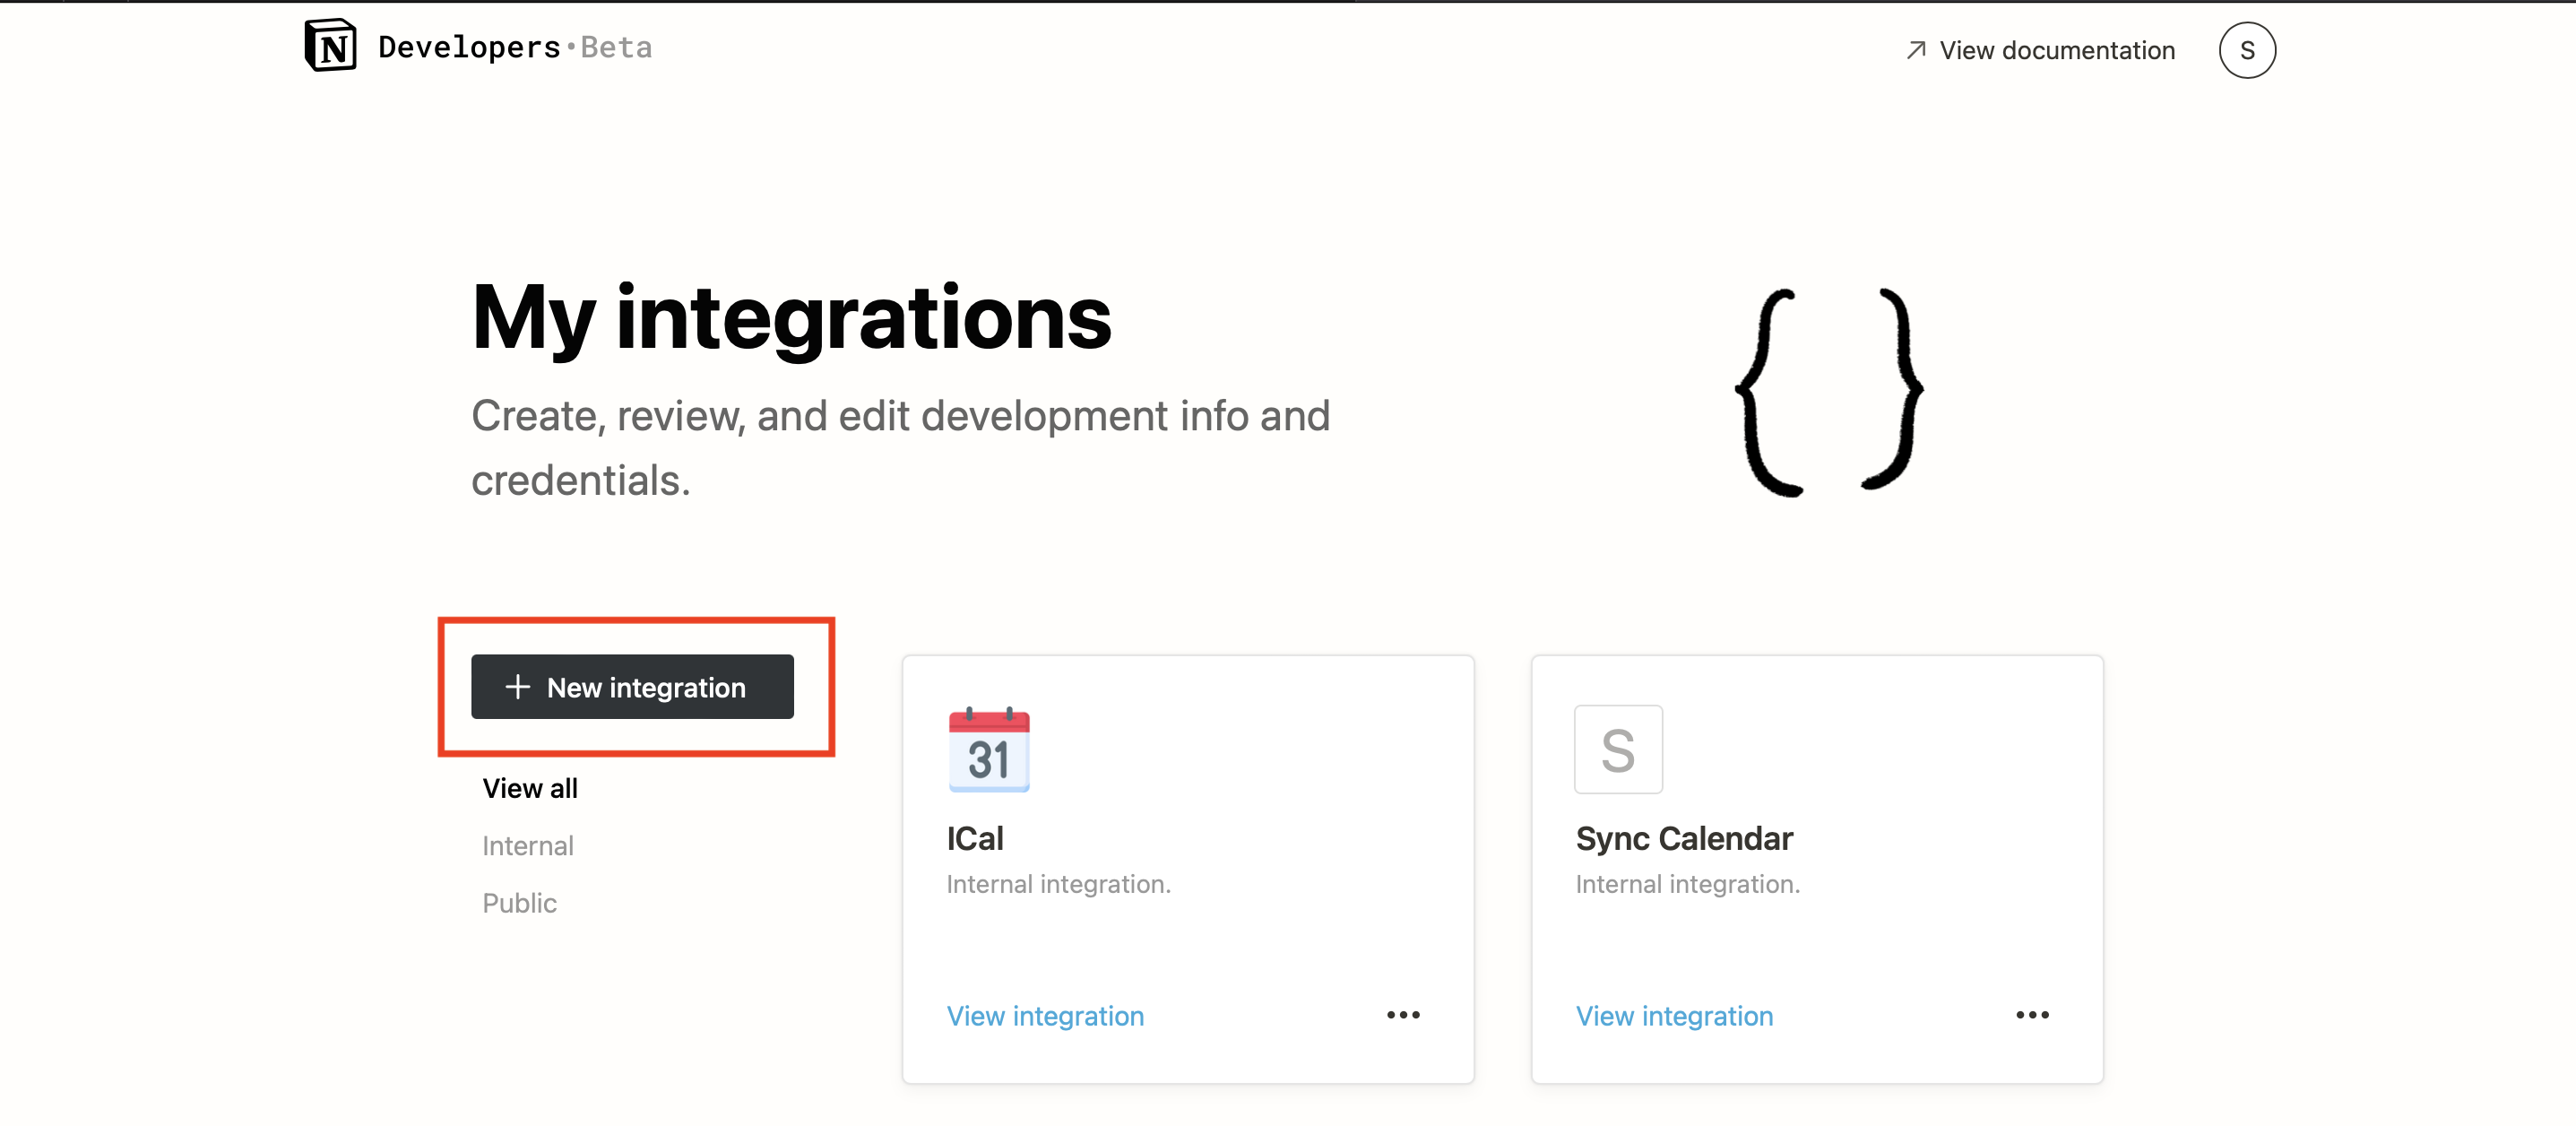 N Developers•Beta
View documentation
S
My integrations
Create, review, and edit development info and
credentials.
{ }
+ New integration
View all
Internal
Public
31
ICal
Internal integration.
View integration
S
Sync Calendar
Internal integration.
View integration